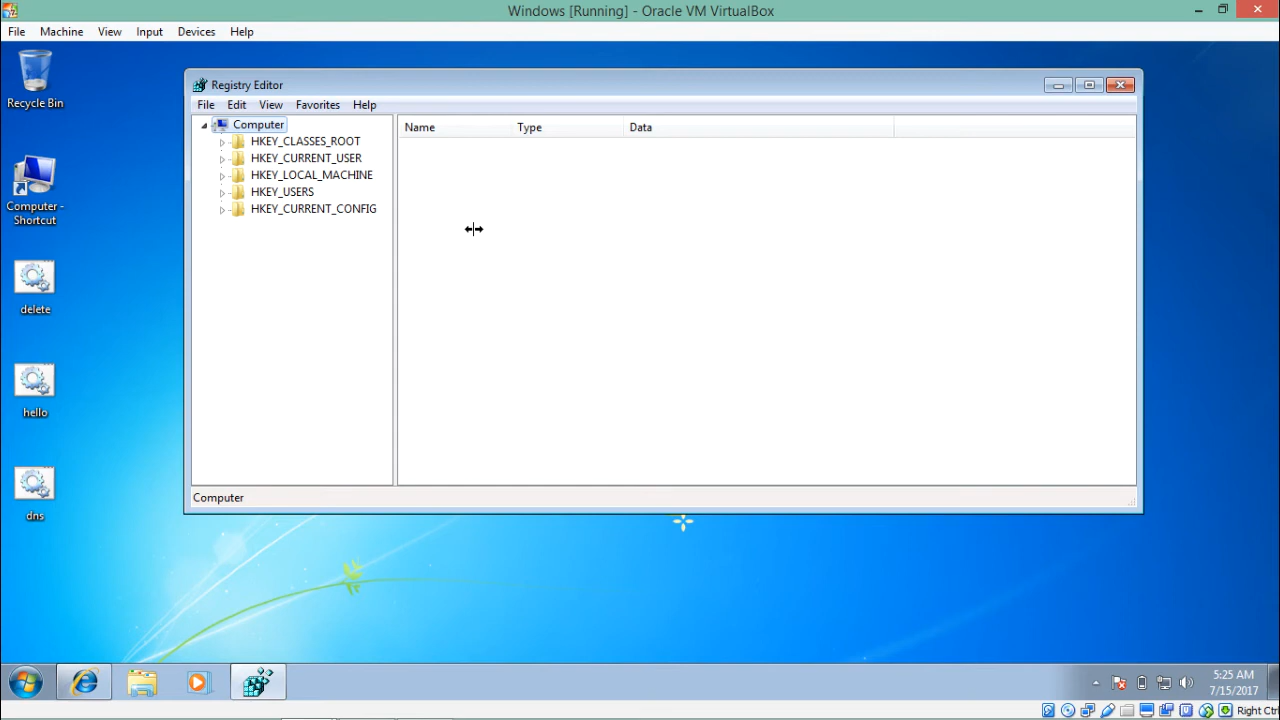 Windows [Running] - Oracle VM VirtualBox
File Machine View Input Devices Help
Recycle Bin
Computer - Shortcut
delete
hello
dns
Registry Editor
File Edit View Favorites Help
Computer
HKEY_CLASSES_ROOT
HKEY_CURRENT_USER
HKEY_LOCAL_MACHINE
HKEY_USERS
HKEY_CURRENT_CONFIG
Name Type Data
Computer
5:25 AM
7/15/2017
Right Ctrl